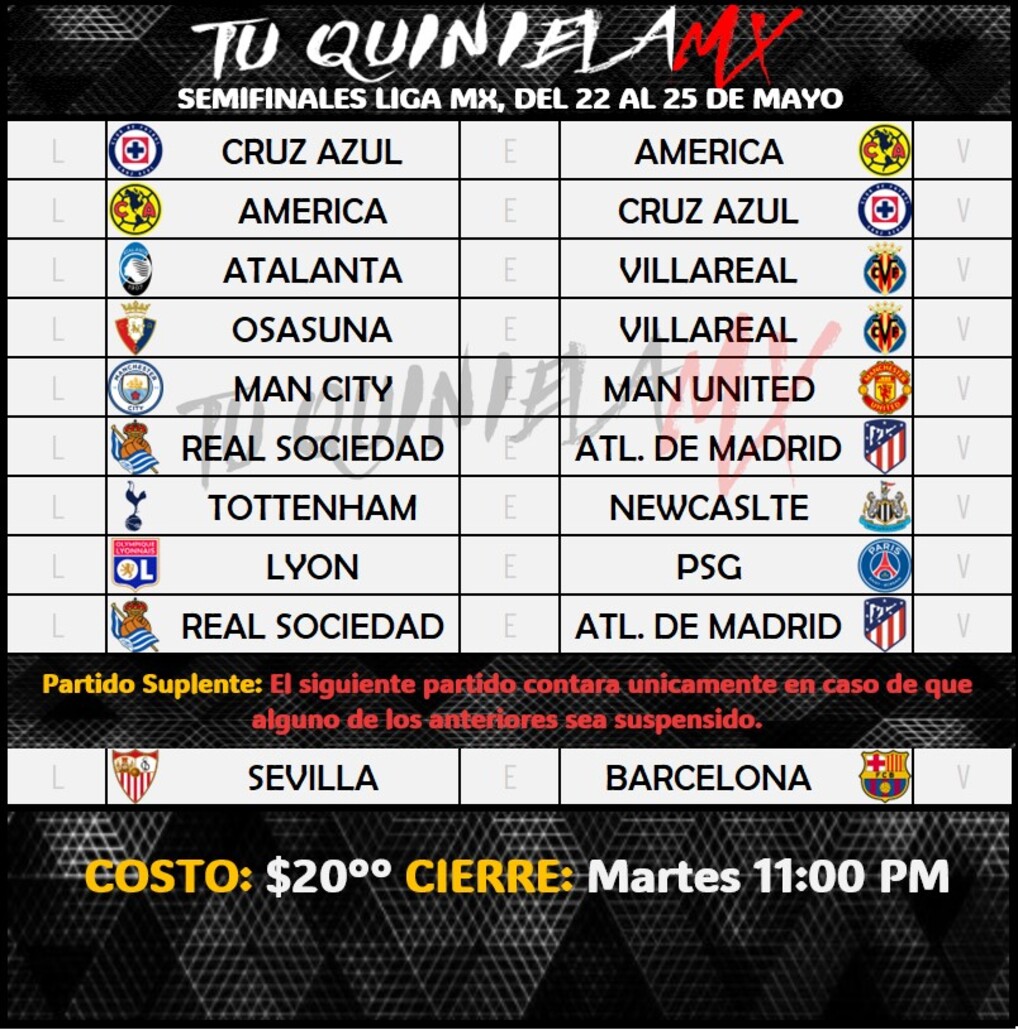 TU QUINIELAMX
SEMIFINALES LIGA MX, DEL 22 AL 25 DE MAYO
L CRUZ AZUL E AMERICA V
L AMERICA E CRUZ AZUL V
L ATALANTA E VILLAREAL V
L OSASUNA E VILLAREAL V
L MAN CITY E MAN UNITED V
L REAL SOCIEDAD E ATL. DE MADRID V
L TOTTENHAM E NEWCASLTE V
L LYON E PSG V
L REAL SOCIEDAD E ATL. DE MADRID V
TU QUINIELAMX
Partido Suplente: El siguiente partido contara unicamente en caso de que
alguno de los anteriores sea suspendido.
L SEVILLA E BARCELONA V
COSTO: $20°° CIERRE: Martes 11:00 PM